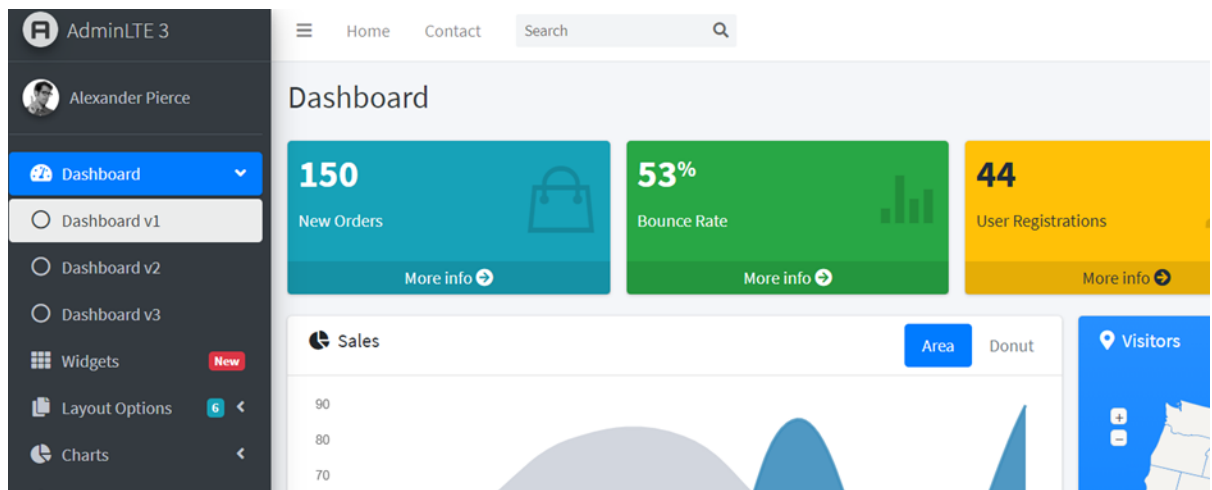 AdminLTE 3
Home Contact Search
Alexander Pierce
Dashboard
Dashboard
Dashboard v1
Dashboard v2
Dashboard v3
Widgets New
Layout Options 6
Charts
150
New Orders
More info
53%
Bounce Rate
More info
44
User Registrations
More info
Sales
Area Donut
90
80
70
Visitors
+
-